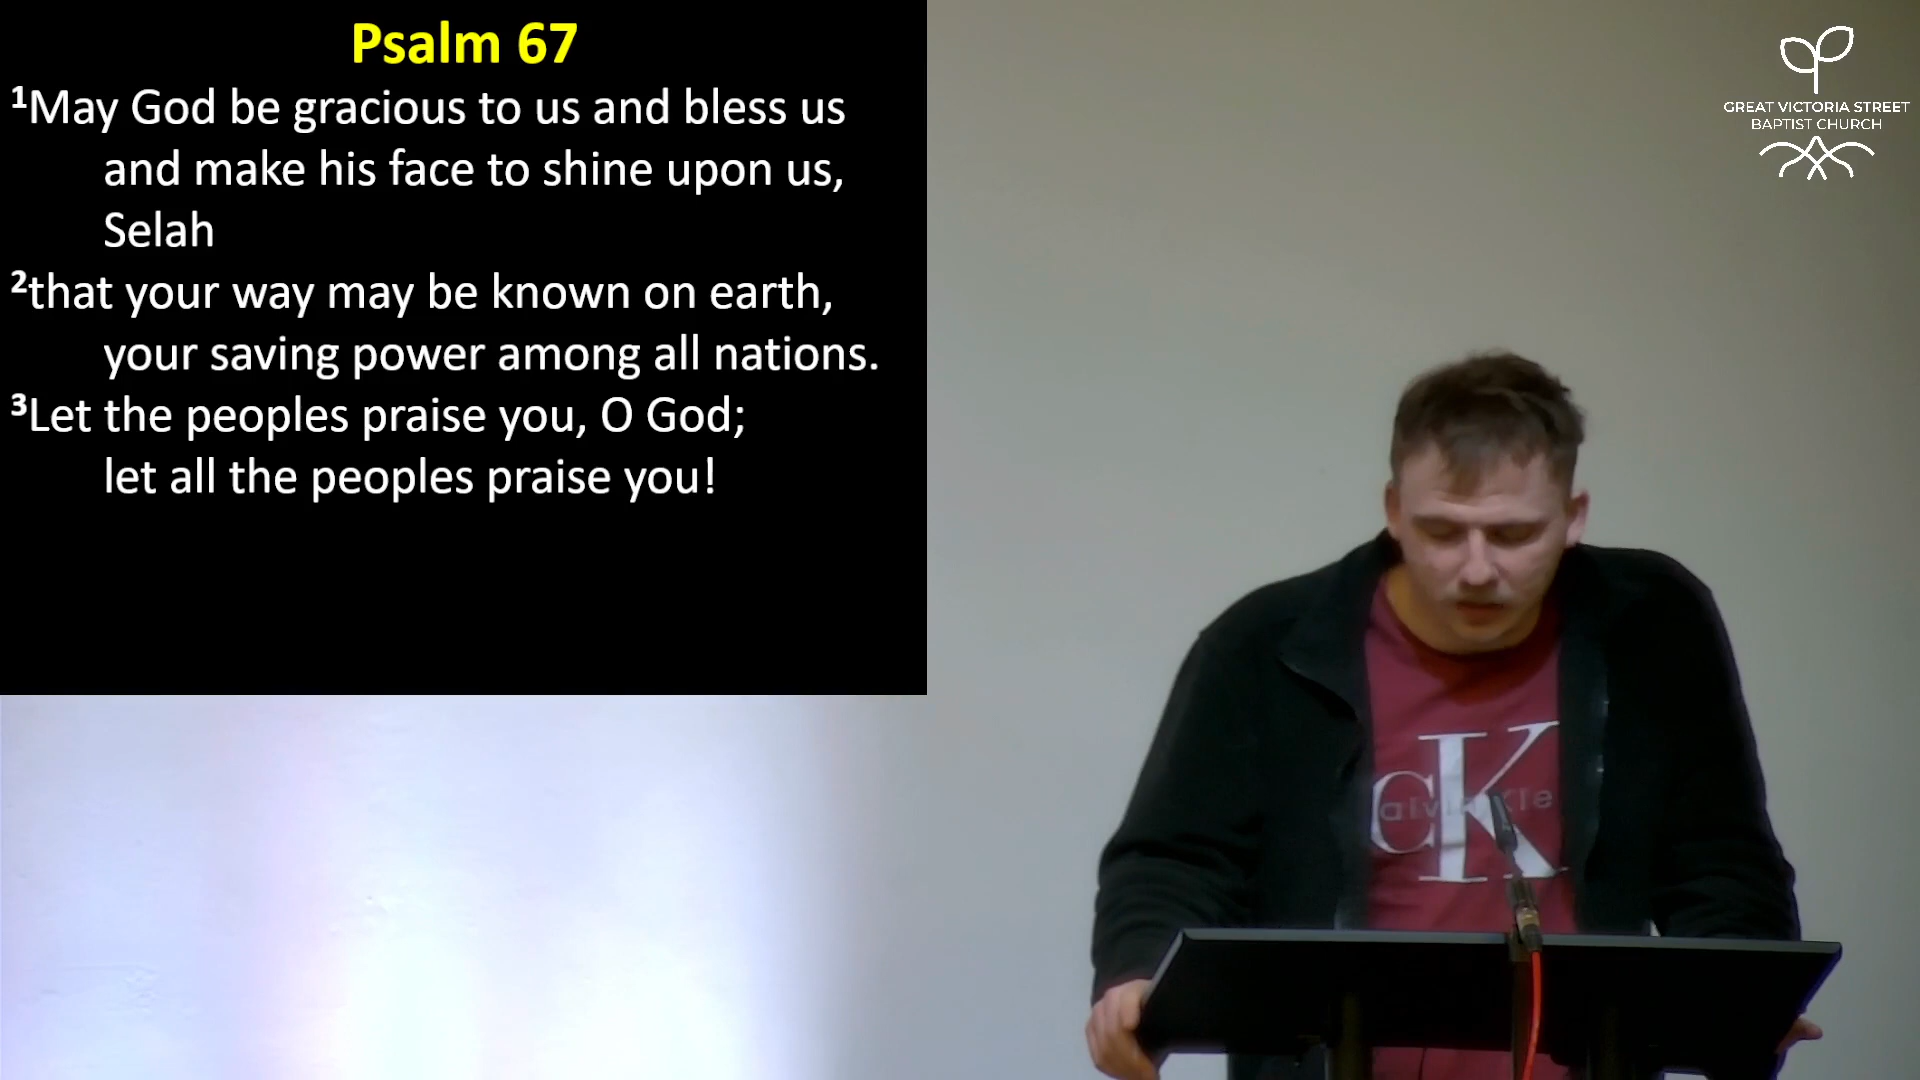 Psalm 67
¹May God be gracious to us and bless us
and make his face to shine upon us,
Selah
²that your way may be known on earth,
your saving power among all nations.
³Let the peoples praise you, O God;
let all the peoples praise you!
GREAT VICTORIA STREET
BAPTIST CHURCH
CK